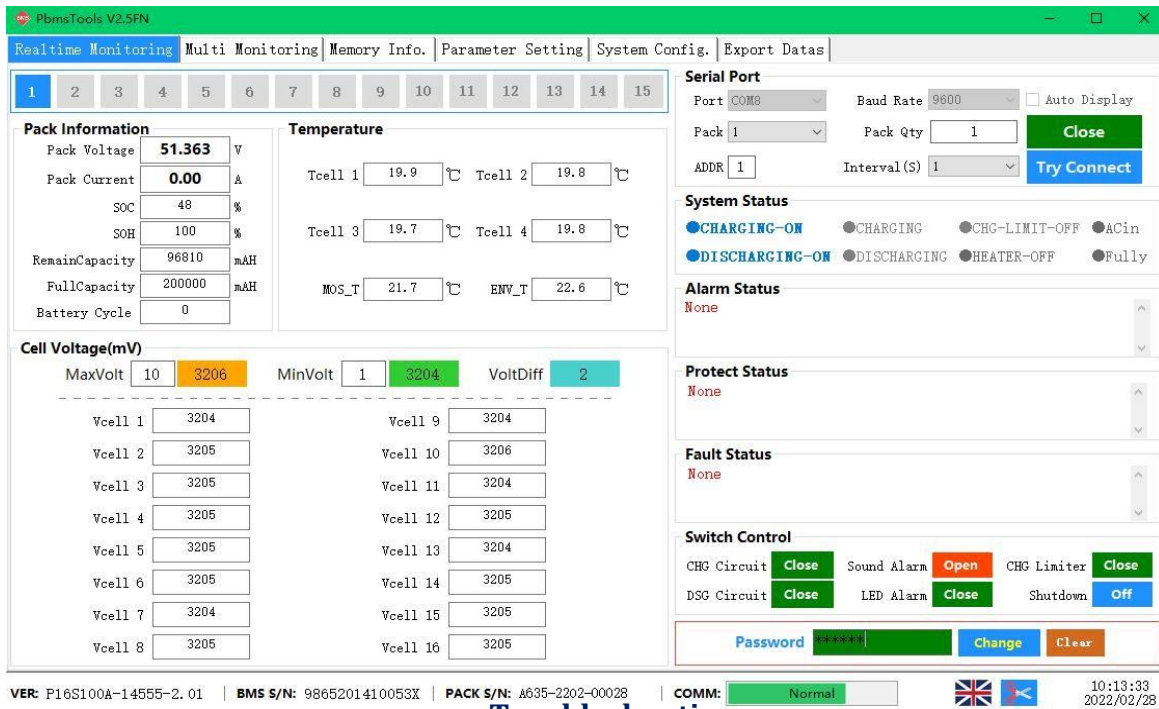 PbmsTools V2.5FN
Realtime Monitoring Multi Monitoring Memory Info. Parameter Setting System Config. Export Datas
1 2 3 4 5 6 7 8 9 10 11 12 13 14 15
Pack Information
Pack Voltage 51.363 V
Pack Current 0.00 A
SOC 48 %
SOH 100 %
RemainCapacity 96810 mAH
FullCapacity 200000 mAH
Battery Cycle 0
Temperature
Tcell 1 19.9 ℃ Tcell 2 19.8 ℃
Tcell 3 19.7 ℃ Tcell 4 19.8 ℃
MOS_T 21.7 ℃ ENV_T 22.6 ℃
Cell Voltage(mV)
MaxVolt 10 3206 MinVolt 1 3204 VoltDiff 2
Vcell 1 3204 Vcell 9 3204
Vcell 2 3205 Vcell 10 3206
Vcell 3 3205 Vcell 11 3204
Vcell 4 3205 Vcell 12 3205
Vcell 5 3205 Vcell 13 3204
Vcell 6 3205 Vcell 14 3205
Vcell 7 3204 Vcell 15 3205
Vcell 8 3205 Vcell 16 3205
Serial Port
Port COM8 Baud Rate 9600 Auto Display
Pack 1 Pack Qty 1 Close
ADDR 1 Interval(S) 1 Try Connect
System Status
CHARGING-ON CHARGING CHG-LIMIT-OFF ACin
DISCHARGING-ON DISCHARGING HEATER-OFF Fully
Alarm Status
None
Protect Status
None
Fault Status
None
Switch Control
CHG Circuit Close Sound Alarm Open CHG Limiter Close
DSG Circuit Close LED Alarm Close Shutdown Off
Password ****** Change Clear
VER: P16S100A-14555-2.01 BMS S/N: 9865201410053X PACK S/N: A635-2202-00028 COMM: Normal
10:13:33
2022/02/28